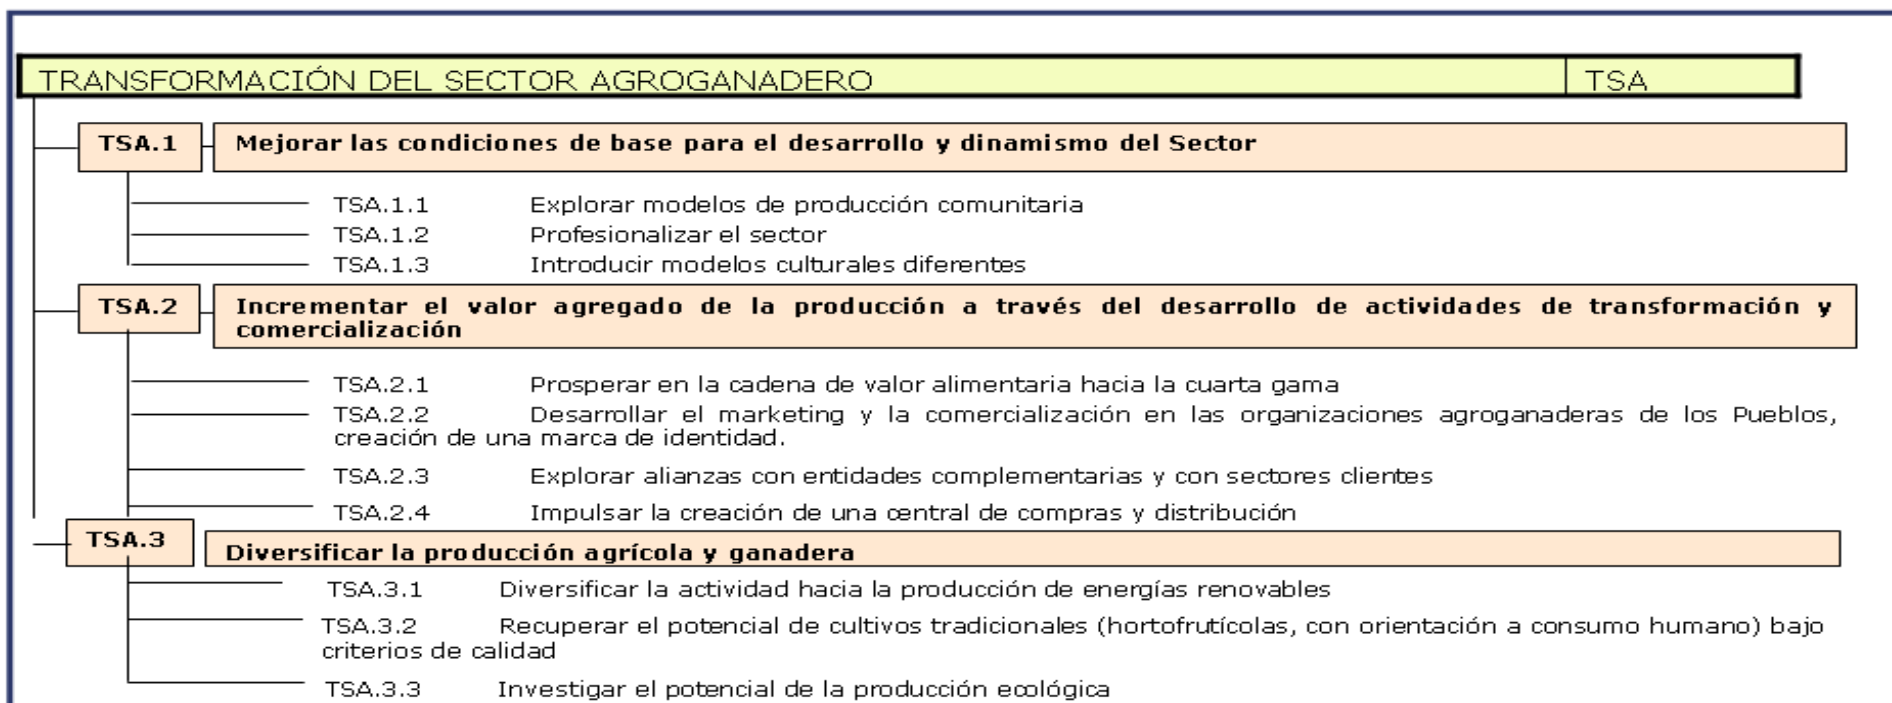 TRANSFORMACIÓN DEL SECTOR AGROGANADERO TSA
TSA.1 Mejorar las condiciones de base para el desarrollo y dinamismo del Sector
TSA.1.1 Explorar modelos de producción comunitaria
TSA.1.2 Profesionalizar el sector
TSA.1.3 Introducir modelos culturales diferentes
TSA.2 Incrementar el valor agregado de la producción a través del desarrollo de actividades de transformación y
comercialización
TSA.2.1 Prosperar en la cadena de valor alimentaria hacia la cuarta gama
TSA.2.2 Desarrollar el marketing y la comercialización en las organizaciones agroganaderas de los Pueblos,
creación de una marca de identidad.
TSA.2.3 Explorar alianzas con entidades complementarias y con sectores clientes
TSA.2.4 Impulsar la creación de una central de compras y distribución
TSA.3 Diversificar la producción agrícola y ganadera
TSA.3.1 Diversificar la actividad hacia la producción de energías renovables
TSA.3.2 Recuperar el potencial de cultivos tradicionales (hortofrutícolas, con orientación a consumo humano) bajo
criterios de calidad
TSA.3.3 Investigar el potencial de la producción ecológica